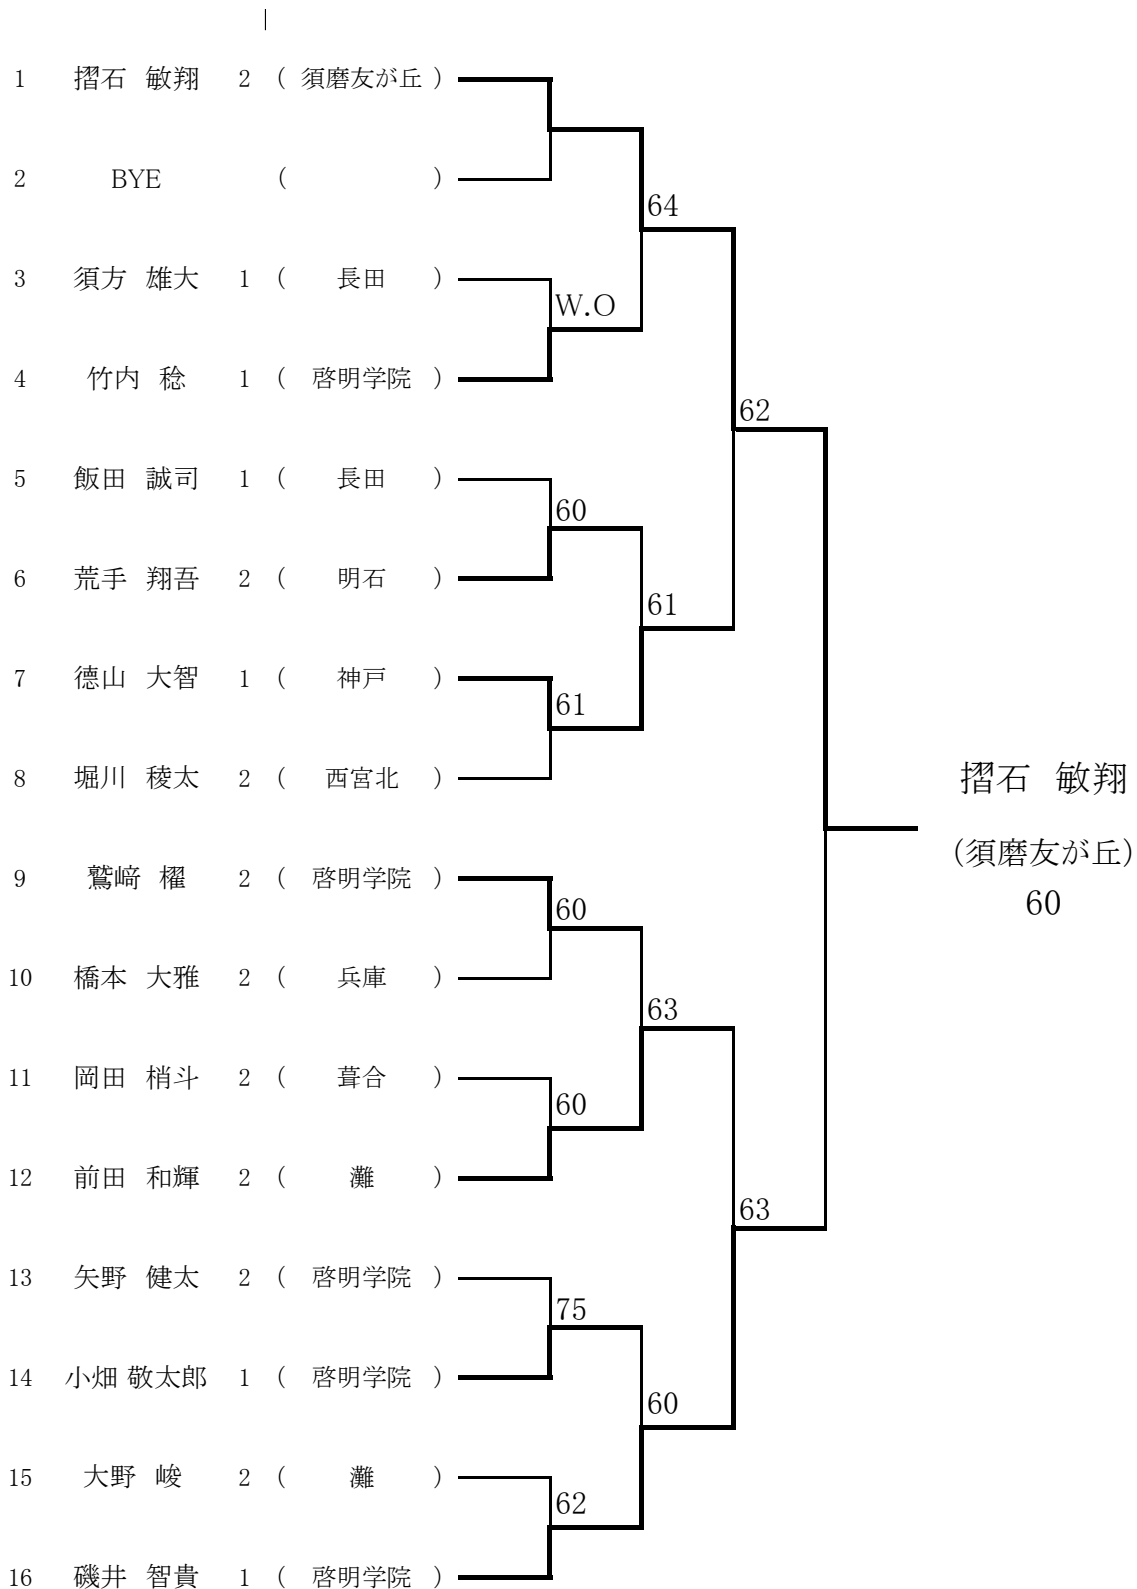 1 摺石 敏翔 2 ( 須磨友が丘 )
2 BYE ( )
64
3 須方 雄大 1 ( 長田 )
W.O
4 竹内 稔 1 ( 啓明学院 )
62
5 飯田 誠司 1 ( 長田 )
60
6 荒手 翔吾 2 ( 明石 )
61
7 德山 大智 1 ( 神戸 )
61
8 堀川 稜太 2 ( 西宮北 )
摺石 敏翔
(須磨友が丘)
60
9 鷲﨑 櫂 2 ( 啓明学院 )
60
10 橋本 大雅 2 ( 兵庫 )
63
11 岡田 梢斗 2 ( 葺合 )
60
12 前田 和輝 2 ( 灘 )
63
13 矢野 健太 2 ( 啓明学院 )
75
14 小畑 敬太郎 1 ( 啓明学院 )
60
15 大野 峻 2 ( 灘 )
62
16 磯井 智貴 1 ( 啓明学院 )